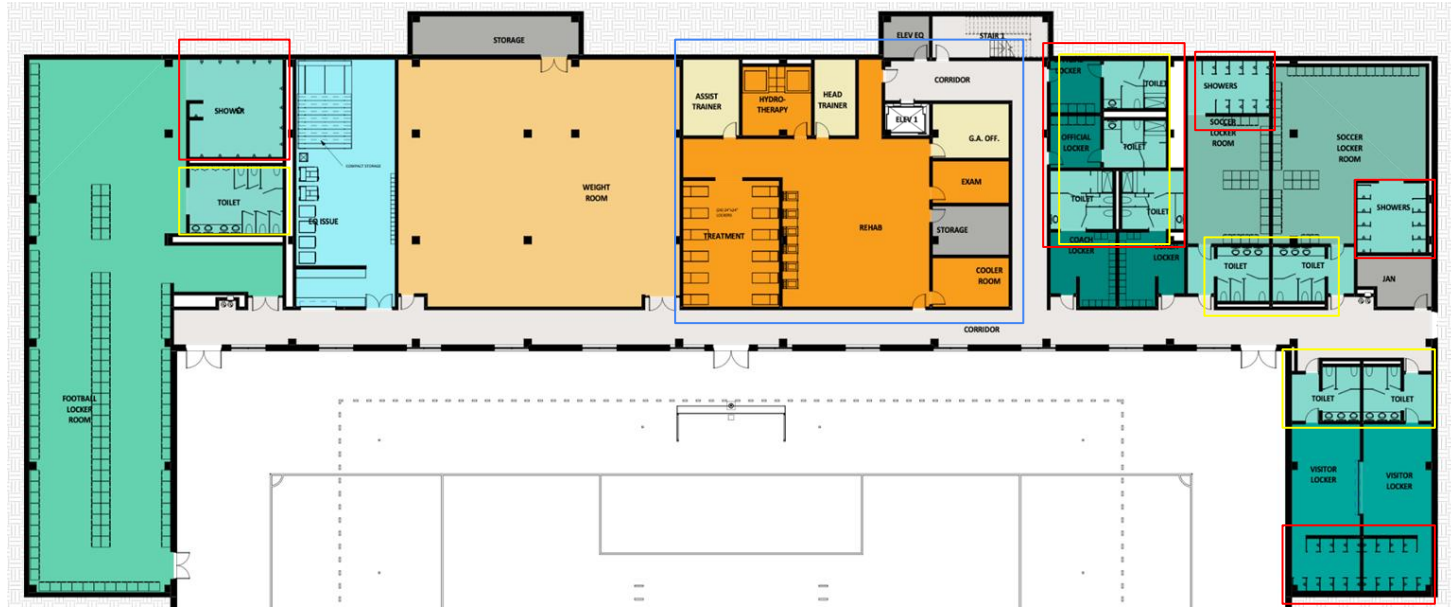 STORAGE
ELEV EQ
STAIR 1
SHOWER
TOILET
COMPACT STORAGE
EQ ISSUE
WEIGHT
ROOM
ASSIST
TRAINER
HYDRO-
THERAPY
HEAD
TRAINER
CORRIDOR
ELEV 1
G.A. OFF.
EXAM
STORAGE
COOLER
ROOM
TREATMENT
REHAB
LOCKER
TOILET
OFFICIAL
LOCKER
TOILET
TOILET
TOILET
COACH
LOCKER
LOCKER
SHOWERS
SOCCER
LOCKER
ROOM
SOCCER
LOCKER
ROOM
SHOWERS
TOILET
TOILET
JAN
CORRIDOR
FOOTBALL
LOCKER
ROOM
TOILET
TOILET
VISITOR
LOCKER
VISITOR
LOCKER